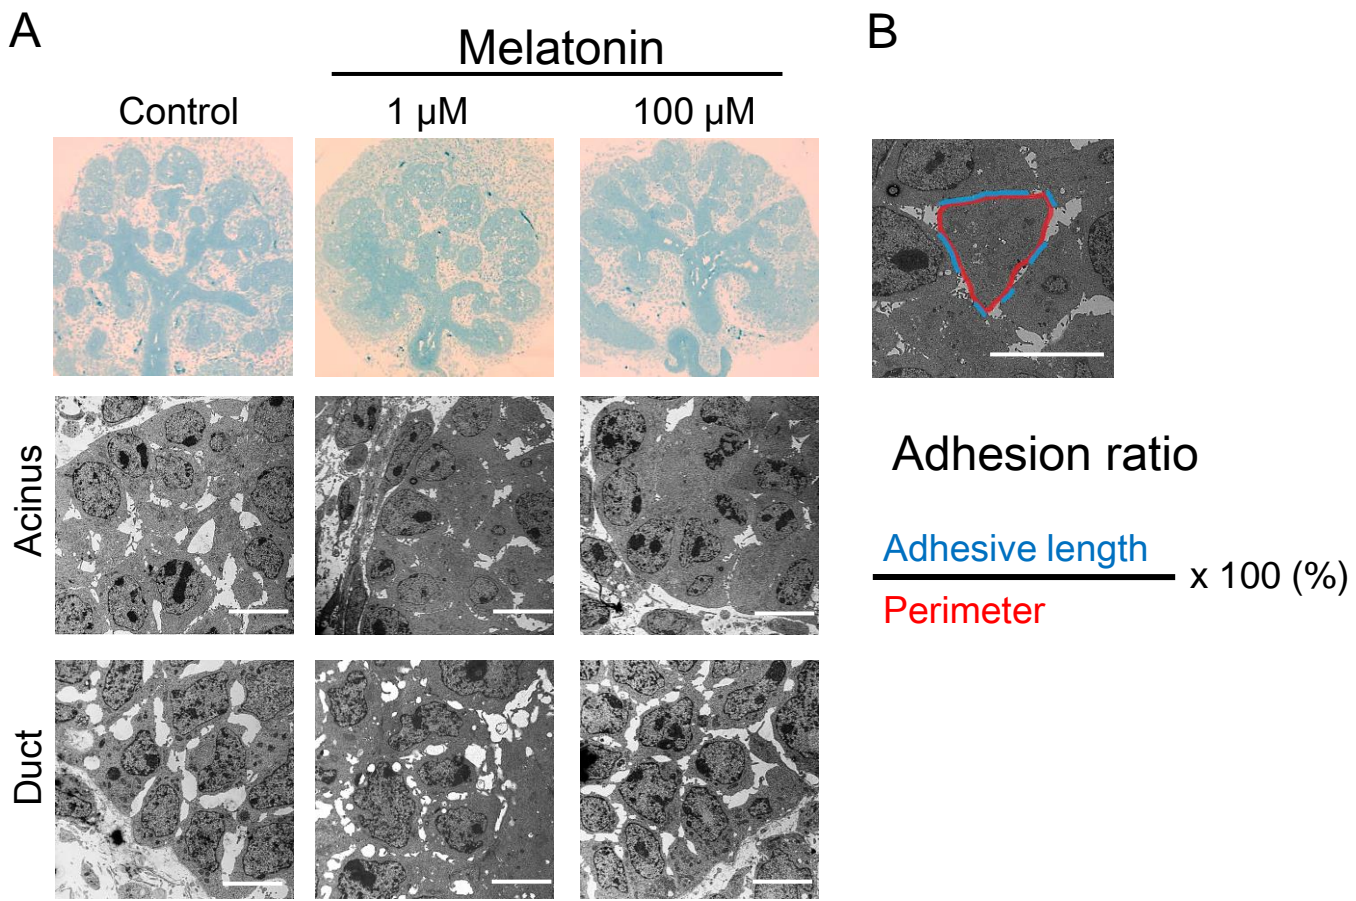 A
B
Melatonin
Control
1 µM
100 µM
Acinus
Duct
Adhesion ratio
Adhesive length
x 100 (%)
Perimeter